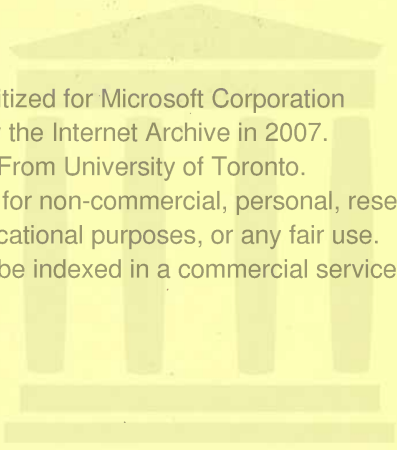 itized for Microsoft Corporation
the Internet Archive in 2007.
From University of Toronto.
for non-commercial, personal, rese
cational purposes, or any fair use.
be indexed in a commercial service